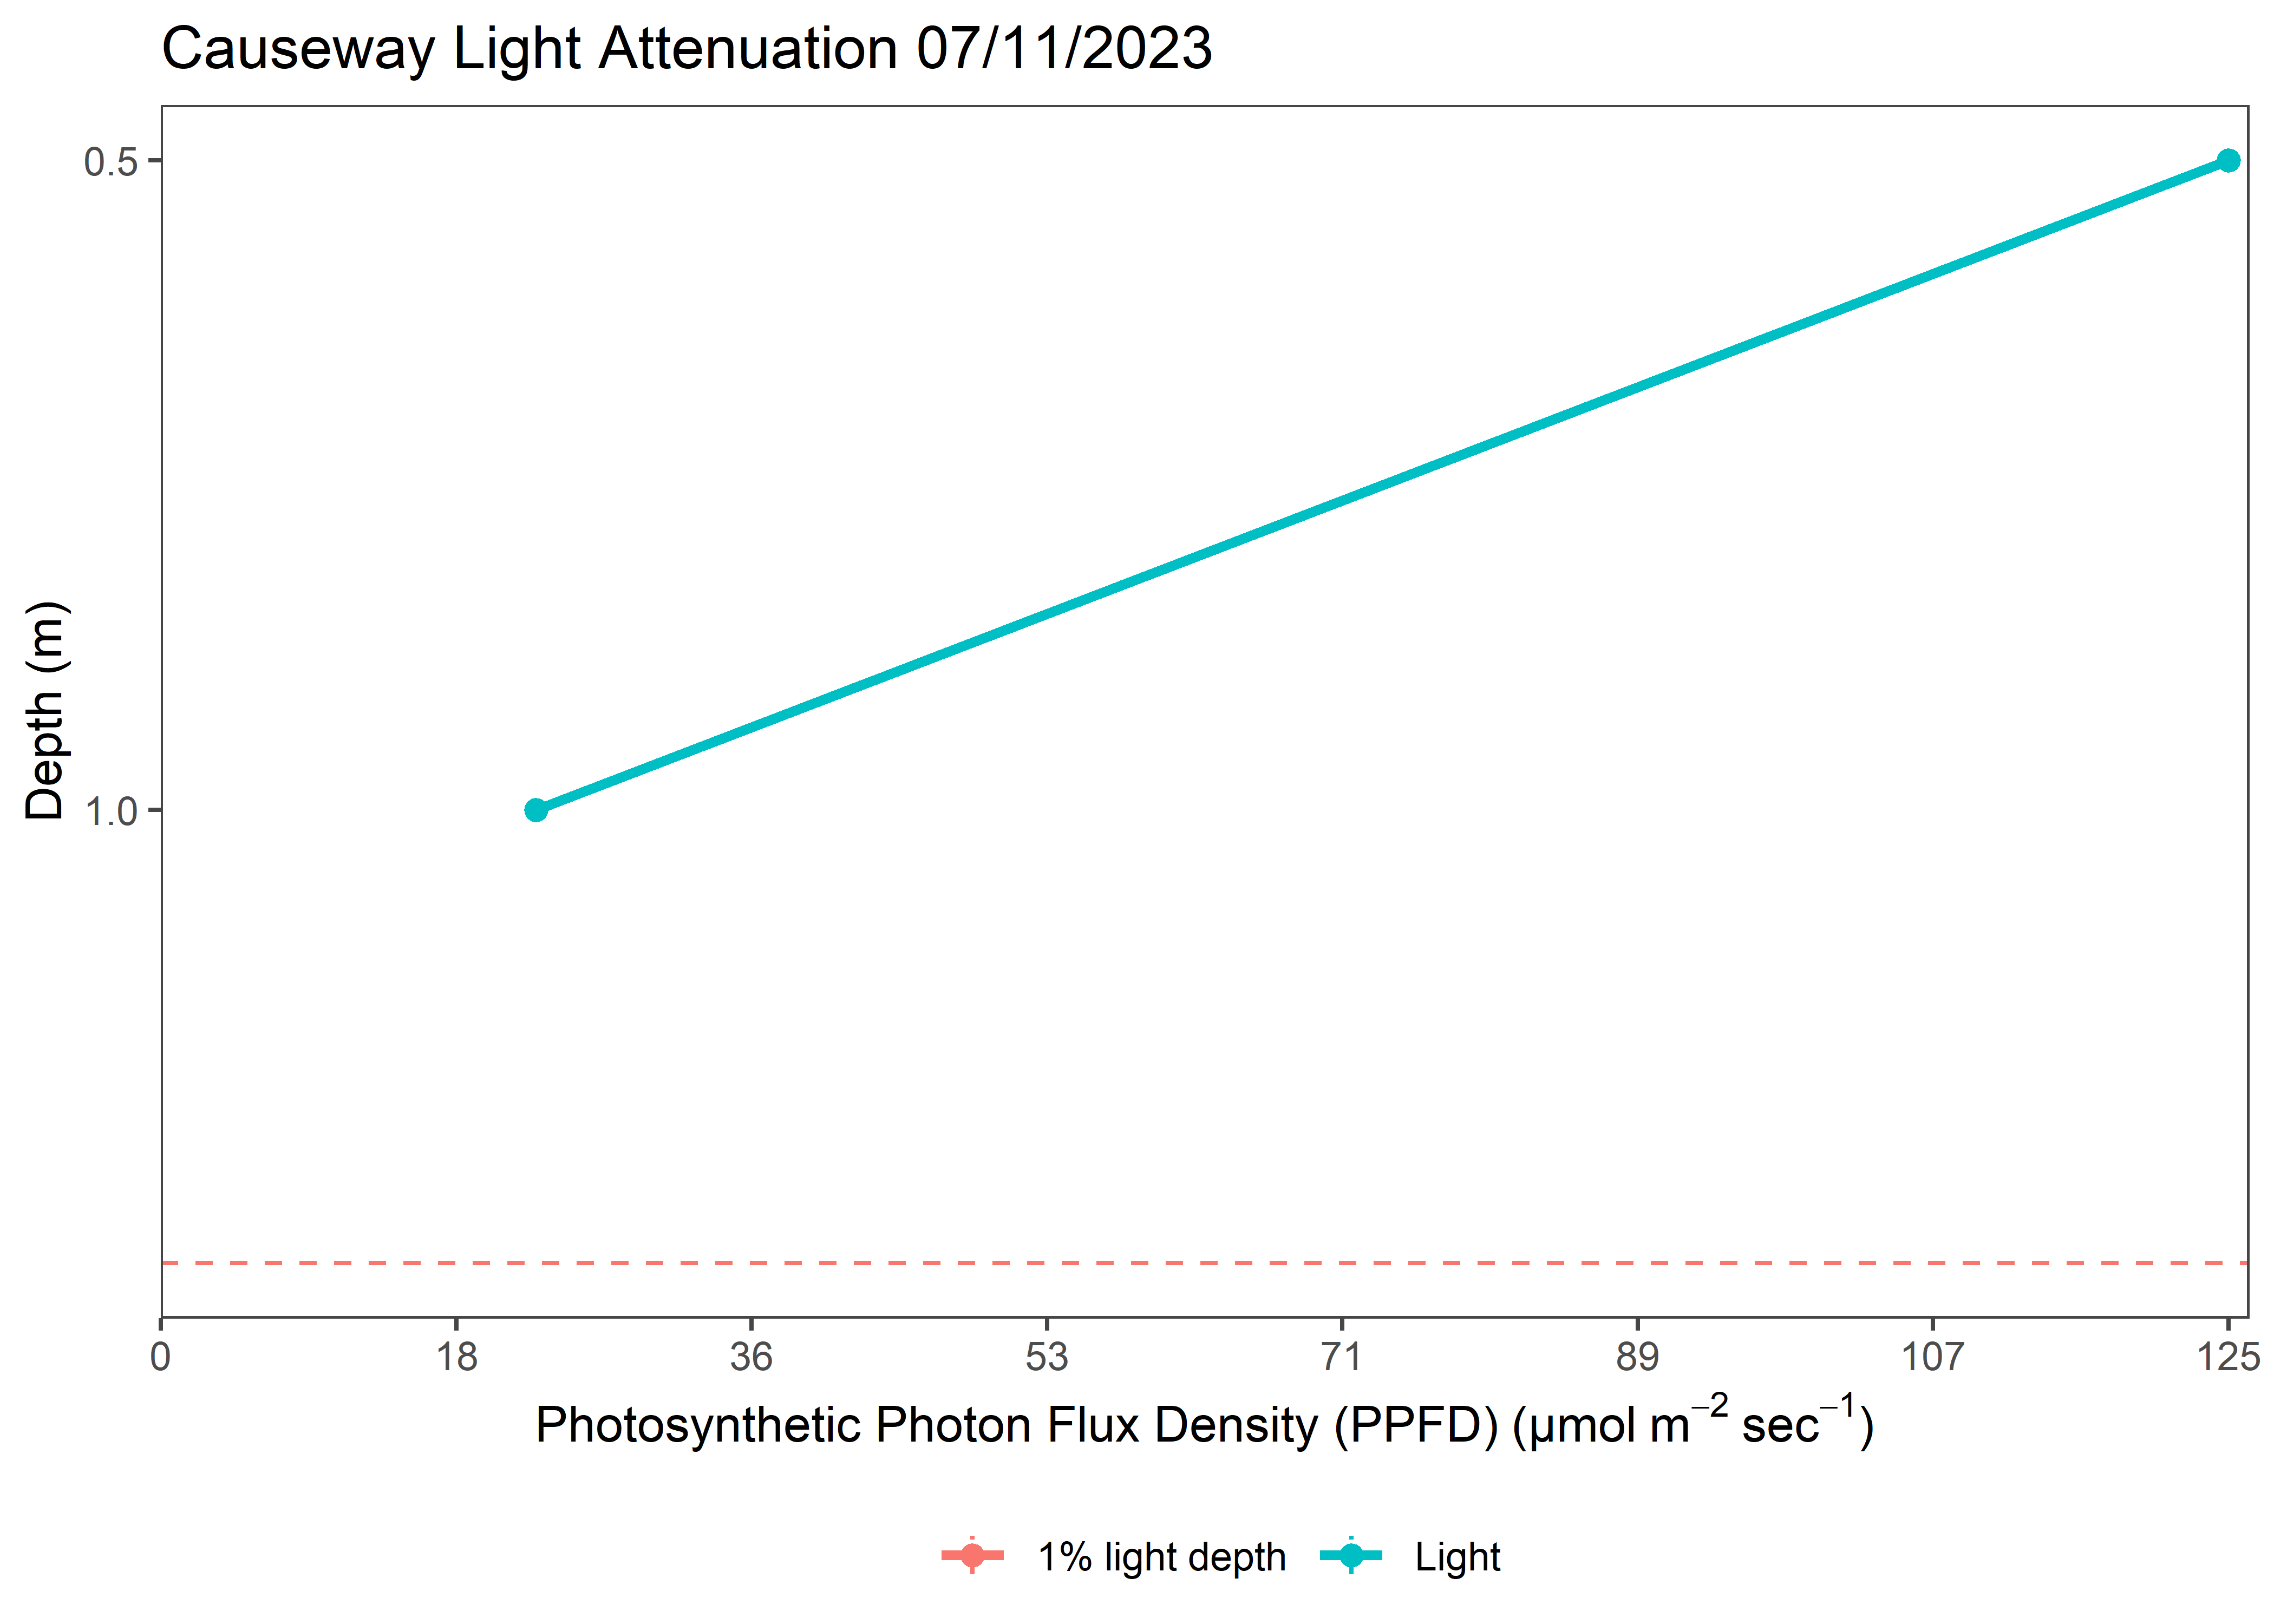 Causeway Light Attenuation 07/11/2023
0.5
1.0
Depth (m)
0 18 36 53 71 89 107 125
Photosynthetic Photon Flux Density (PPFD) (μmol m⁻² sec⁻¹)
1% light depth Light